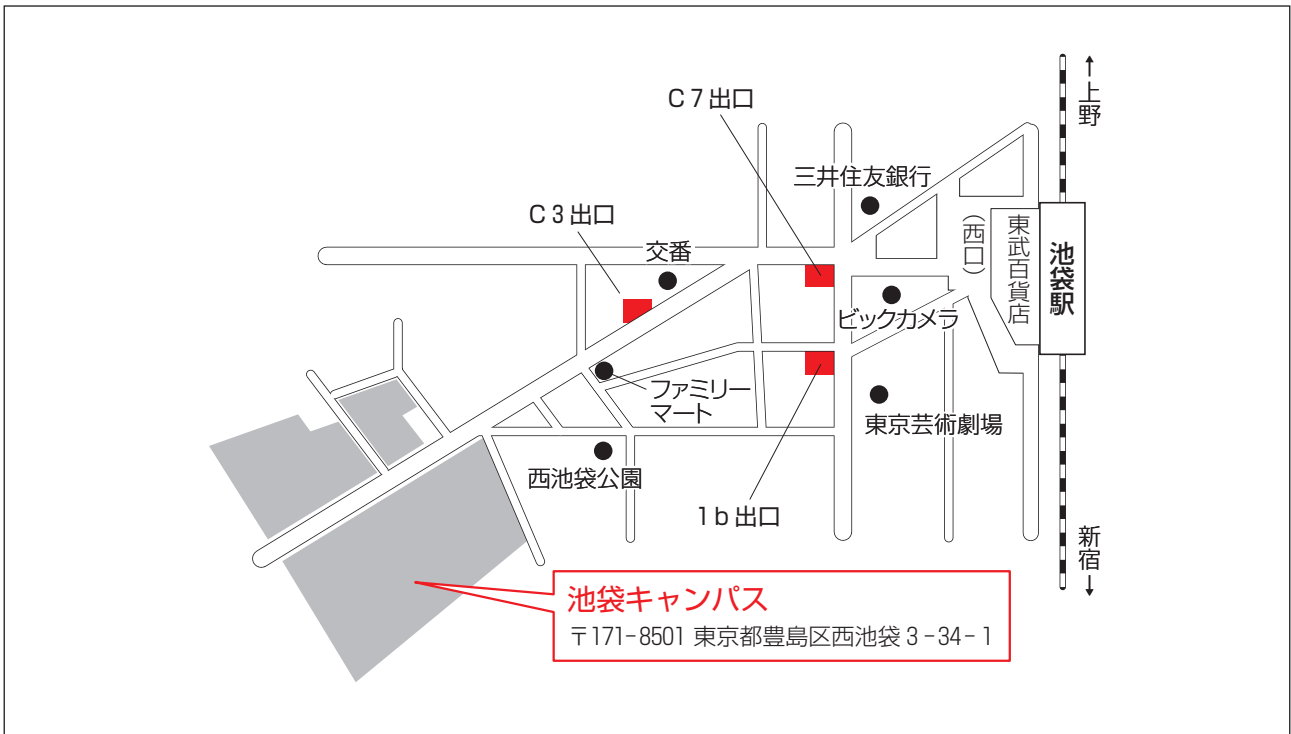 C7出口
↑上野
三井住友銀行
C3出口
交番
(西口)
東武百貨店
池袋駅
ビックカメラ
ファミリー
マート
東京芸術劇場
西池袋公園
1b出口
新宿↓
池袋キャンパス
〒171-8501 東京都豊島区西池袋3-34-1